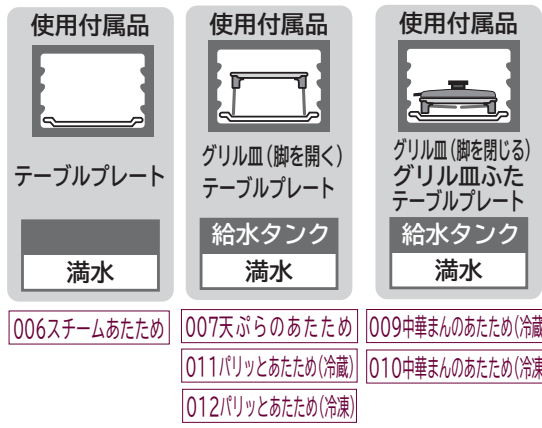 使用付属品
テーブルプレート
満水
006スチームあたため
使用付属品
グリル皿(脚を開く)
テーブルプレート
給水タンク
満水
007天ぷらのあたため
011パリッとあたため(冷蔵)
012パリッとあたため(冷凍)
使用付属品
グリル皿(脚を閉じる)
グリル皿ふた
テーブルプレート
給水タンク
満水
009中華まんのあたため(冷蔵
010中華まんのあたため(冷凍